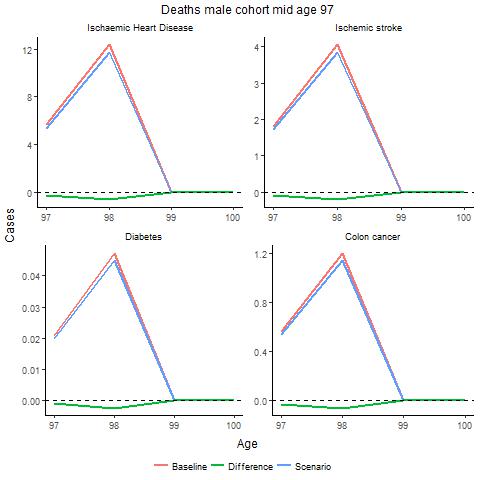 Deaths male cohort mid age 97
Ischaemic Heart Disease
Ischemic stroke
12
8
4
0
97 98 99 100
4
3
2
1
0
97 98 99 100
Cases
Diabetes
Colon cancer
0.04
0.03
0.02
0.01
0.00
97 98 99 100
1.2
0.8
0.4
0.0
97 98 99 100
Age
Baseline Difference Scenario